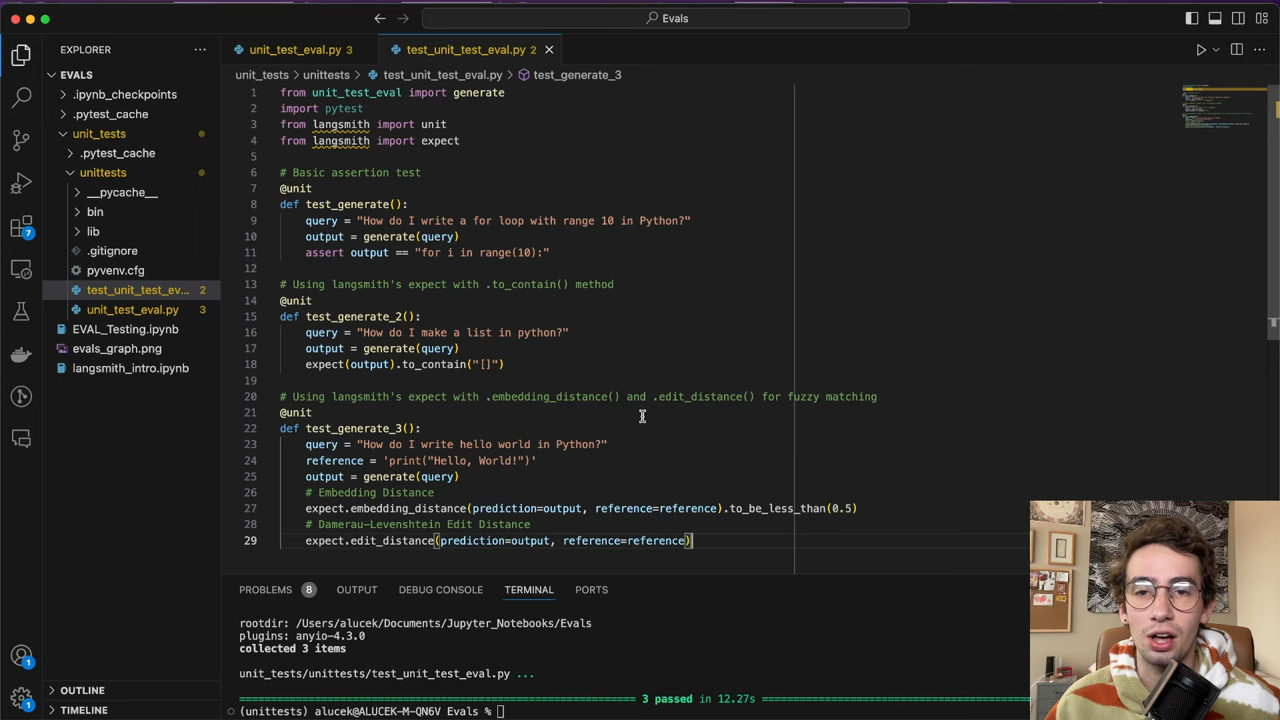 Evals
EXPLORER
EVALS
.ipynb_checkpoints
.pytest_cache
unit_tests
.pytest_cache
unittests
__pycache__
bin
lib
.gitignore
pyvenv.cfg
test_unit_test_ev... 2
unit_test_eval.py 3
EVAL_Testing.ipynb
evals_graph.png
langsmith_intro.ipynb
OUTLINE
TIMELINE
7
1
1
unit_test_eval.py 3
test_unit_test_eval.py 2
unit_tests > unittests > test_unit_test_eval.py > test_generate_3
1 from unit_test_eval import generate
2 import pytest
3 from langsmith import unit
4 from langsmith import expect
5
6 # Basic assertion test
7 @unit
8 def test_generate():
9 query = "How do I write a for loop with range 10 in Python?"
10 output = generate(query)
11 assert output == "for i in range(10):"
12
13 # Using langsmith's expect with .to_contain() method
14 @unit
15 def test_generate_2():
16 query = "How do I make a list in python?"
17 output = generate(query)
18 expect(output).to_contain("[]")
19
20 # Using langsmith's expect with .embedding_distance() and .edit_distance() for fuzzy matching
21 @unit
22 def test_generate_3():
23 query = "How do I write hello world in Python?"
24 reference = 'print("Hello, World!")'
25 output = generate(query)
26 # Embedding Distance
27 expect.embedding_distance(prediction=output, reference=reference).to_be_less_than(0.5)
28 # Damerau-Levenshtein Edit Distance
29 expect.edit_distance(prediction=output, reference=reference)
PROBLEMS 8 OUTPUT DEBUG CONSOLE TERMINAL PORTS
rootdir: /Users/alucek/Documents/Jupyter_Notebooks/Evals
plugins: anyio-4.3.0
collected 3 items
unit_tests/unittests/test_unit_test_eval.py ...
3 passed in 12.27s
(unittests) alucek@ALUCEK-M-QN6V Evals %